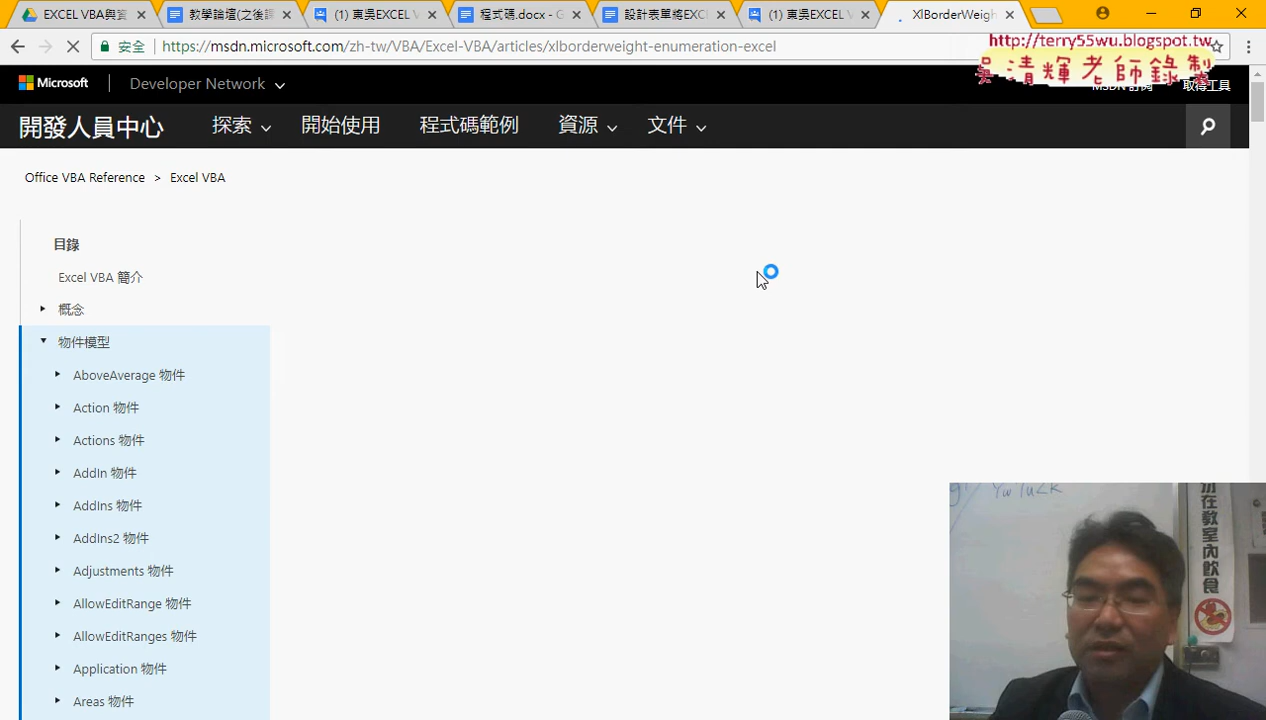 EXCEL VBA與資
教學論壇(之後課
(1) 東吳EXCEL V
程式碼.docx - G
設計表單將EXC
(1) 東吳EXCEL V
XlBorderWeigh
安全
https://msdn.microsoft.com/zh-tw/VBA/Excel-VBA/articles/xlborderweight-enumeration-excel
http://terry55wu.blogspot.tw
吳清輝老師錄製
Microsoft
Developer Network
MSDN 訂閱
取得工具
開發人員中心
探索
開始使用
程式碼範例
資源
文件
Office VBA Reference > Excel VBA
目錄
Excel VBA 簡介
概念
物件模型
AboveAverage 物件
Action 物件
Actions 物件
AddIn 物件
AddIns 物件
AddIns2 物件
Adjustments 物件
AllowEditRange 物件
AllowEditRanges 物件
Application 物件
Areas 物件
在教室內飲食